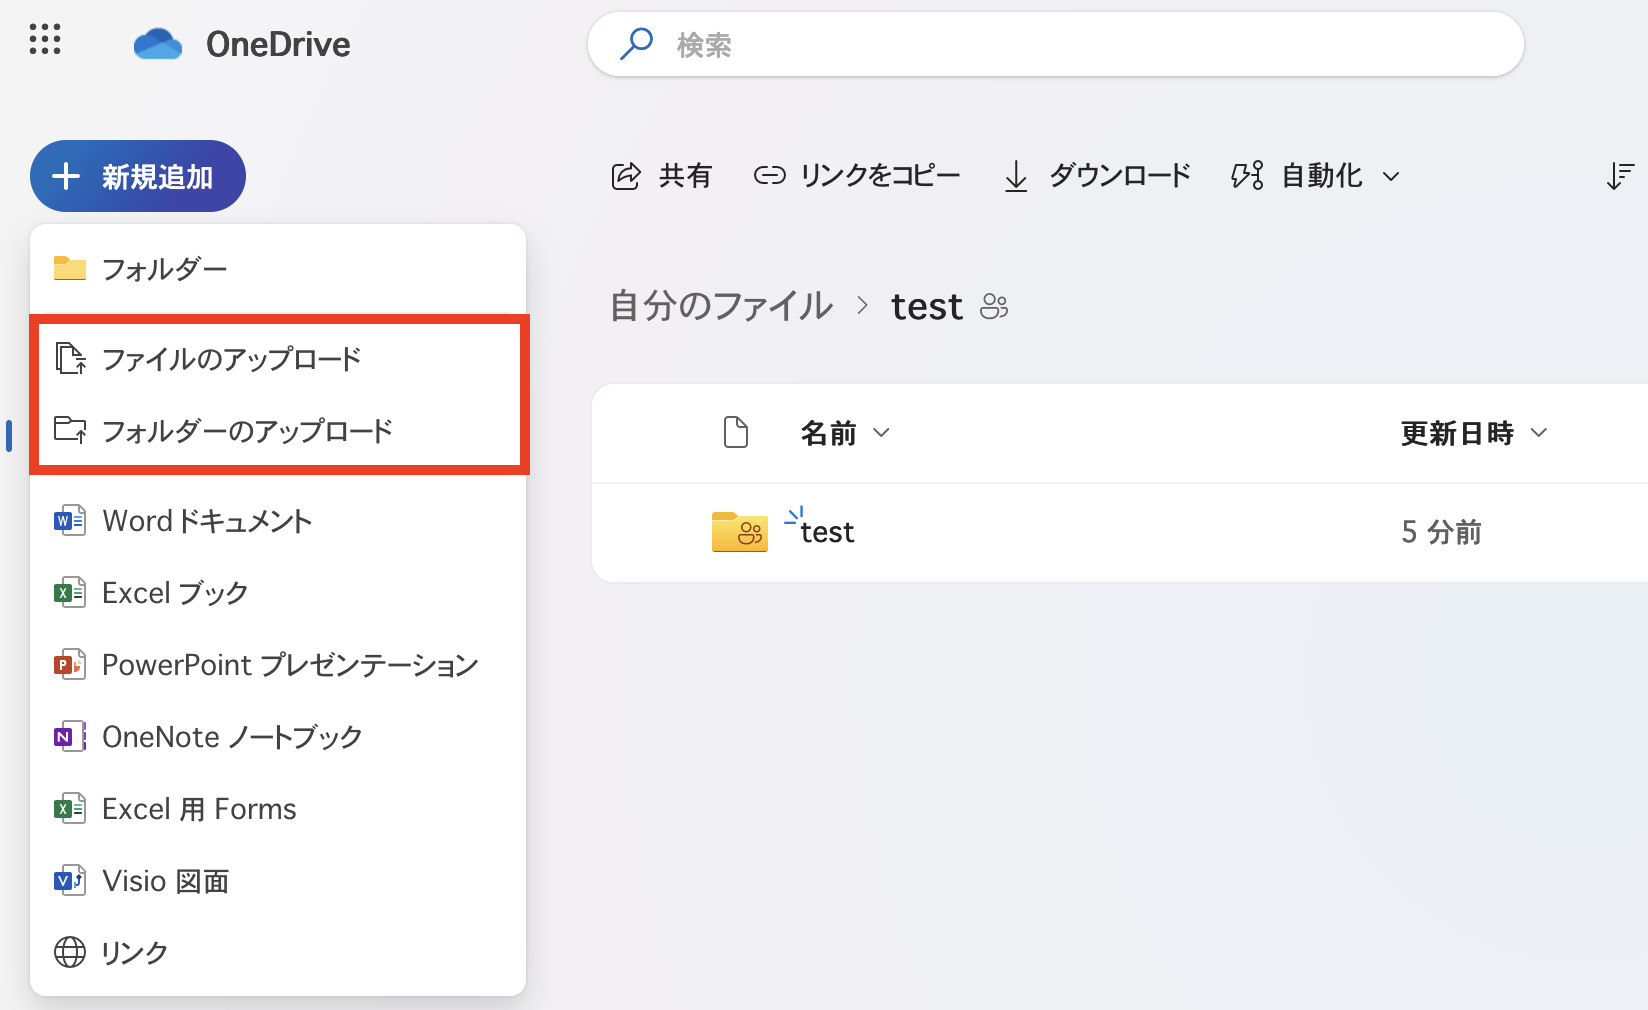 OneDrive
検索
新規追加
共有
リンクをコピー
ダウンロード
自動化
フォルダー
ファイルのアップロード
フォルダーのアップロード
Word ドキュメント
Excel ブック
PowerPoint プレゼンテーション
OneNote ノートブック
Excel 用 Forms
Visio 図面
リンク
自分のファイル > test
名前
更新日時
test
5 分前